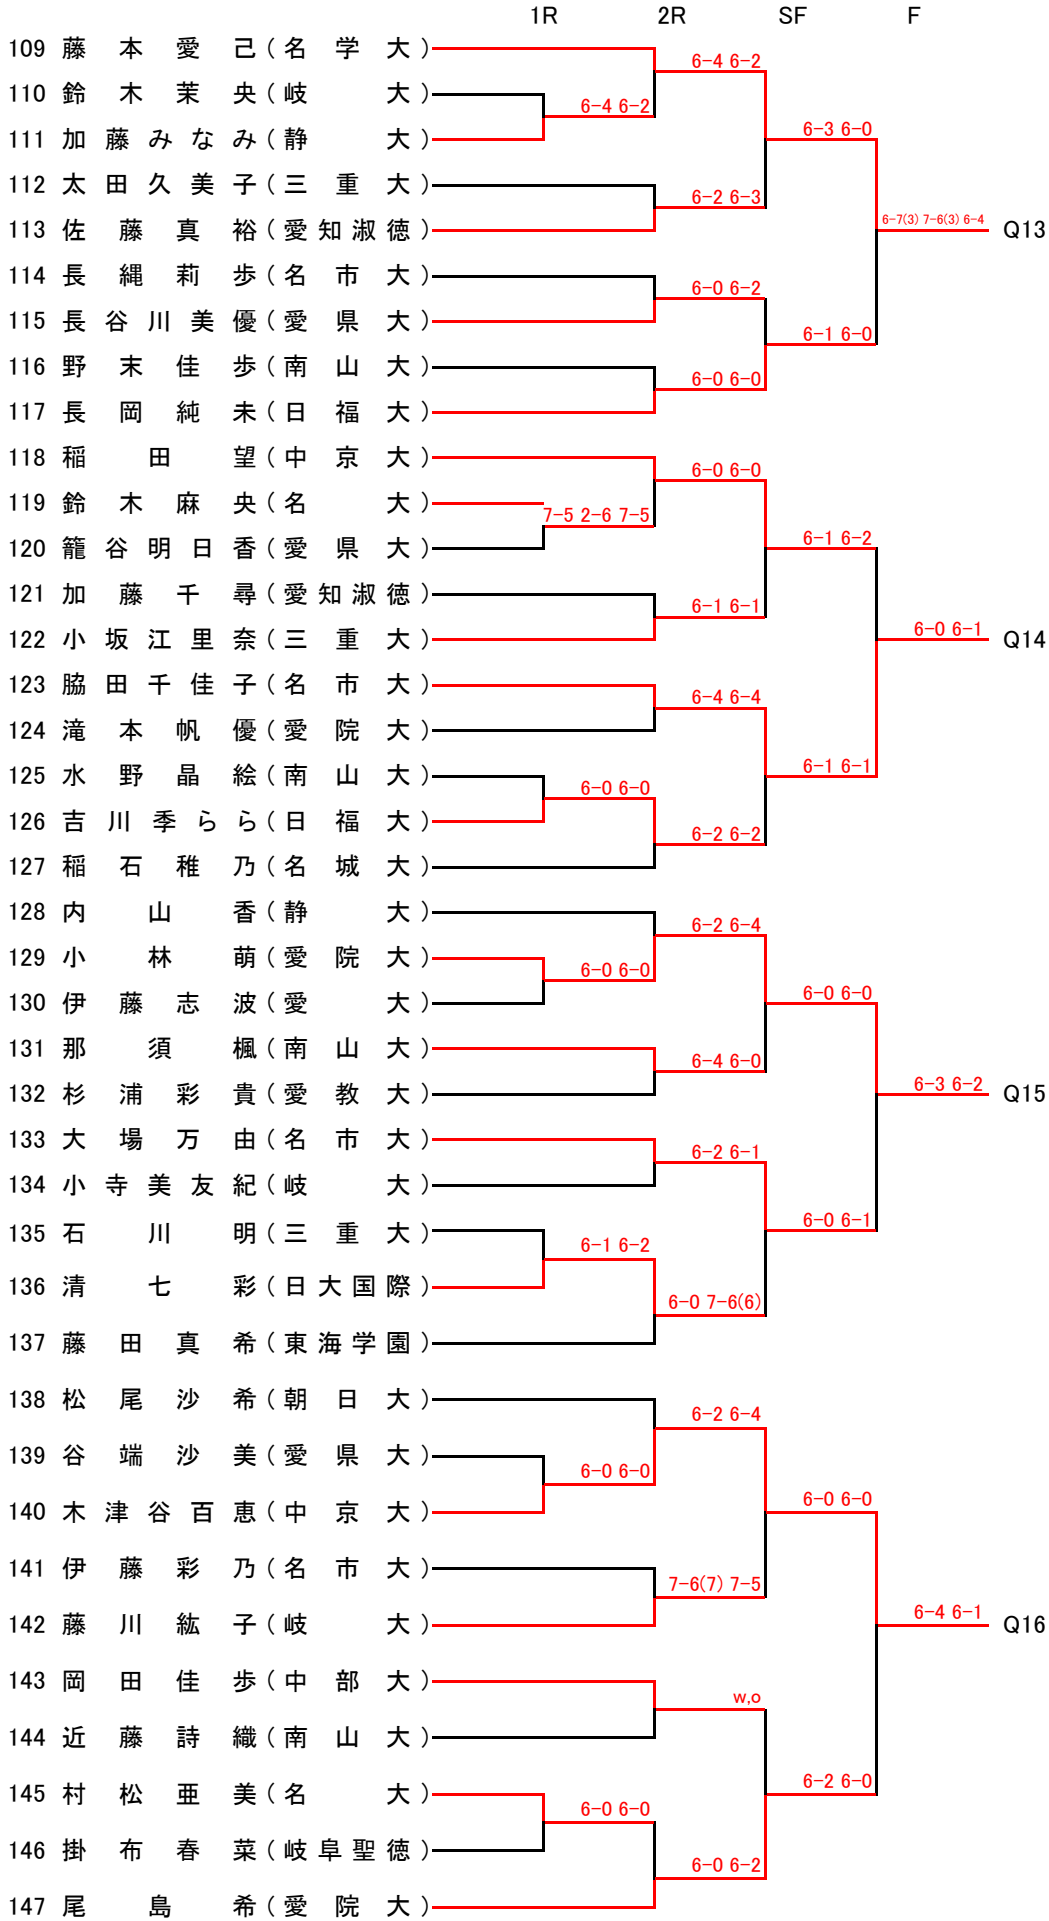 1R 2R SF F
109 藤本愛己(名学大)
6-4 6-2
110 鈴木茉央(岐大)
6-4 6-2
111 加藤みなみ(静大)
6-3 6-0
112 太田久美子(三重大)
6-2 6-3
113 佐藤真裕(愛知淑徳)
6-7(3) 7-6(3) 6-4 Q13
114 長縄莉歩(名市大)
6-0 6-2
115 長谷川美優(愛県大)
6-1 6-0
116 野末佳歩(南山大)
6-0 6-0
117 長岡純未(日福大)
118 稲田望(中京大)
6-0 6-0
119 鈴木麻央(名大)
7-5 2-6 7-5
120 籠谷明日香(愛県大)
6-1 6-2
121 加藤千尋(愛知淑徳)
6-1 6-1
122 小坂江里奈(三重大)
6-0 6-1 Q14
123 脇田千佳子(名市大)
6-4 6-4
124 滝本帆優(愛院大)
125 水野晶絵(南山大)
6-1 6-1
6-0 6-0
126 吉川季らら(日福大)
6-2 6-2
127 稲石稚乃(名城大)
128 内山香(静大)
6-2 6-4
129 小林萌(愛院大)
6-0 6-0
130 伊藤志波(愛大)
6-0 6-0
131 那須楓(南山大)
6-4 6-0
132 杉浦彩貴(愛教大)
6-3 6-2 Q15
133 大場万由(名市大)
6-2 6-1
134 小寺美友紀(岐大)
135 石川明(三重大)
6-0 6-1
6-1 6-2
136 清七彩(日大国際)
6-0 7-6(6)
137 藤田真希(東海学園)
138 松尾沙希(朝日大)
6-2 6-4
139 谷端沙美(愛県大)
6-0 6-0
140 木津谷百恵(中京大)
6-0 6-0
141 伊藤彩乃(名市大)
7-6(7) 7-5
142 藤川紘子(岐大)
6-4 6-1 Q16
143 岡田佳歩(中部大)
w,o
144 近藤詩織(南山大)
145 村松亜美(名大)
6-2 6-0
6-0 6-0
146 掛布春菜(岐阜聖徳)
6-0 6-2
147 尾島希(愛院大)